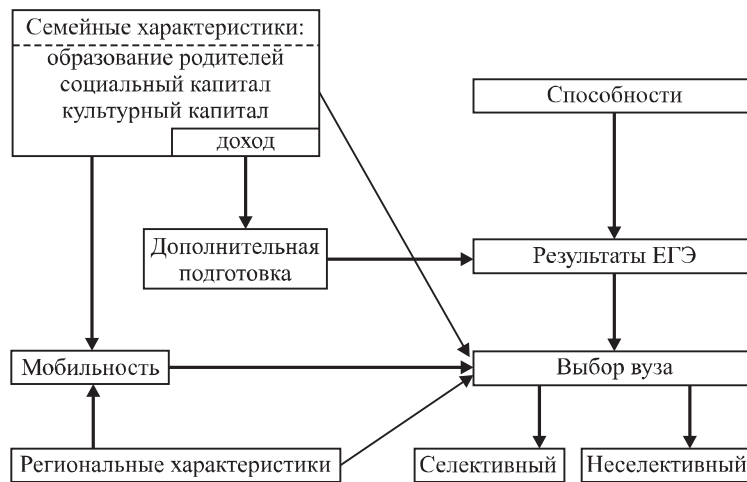 Семейные характеристики:
образование родителей
социальный капитал
культурный капитал
доход
Способности
Дополнительная
подготовка
Результаты ЕГЭ
Мобильность
Выбор вуза
Региональные характеристики
Селективный
Неселективный